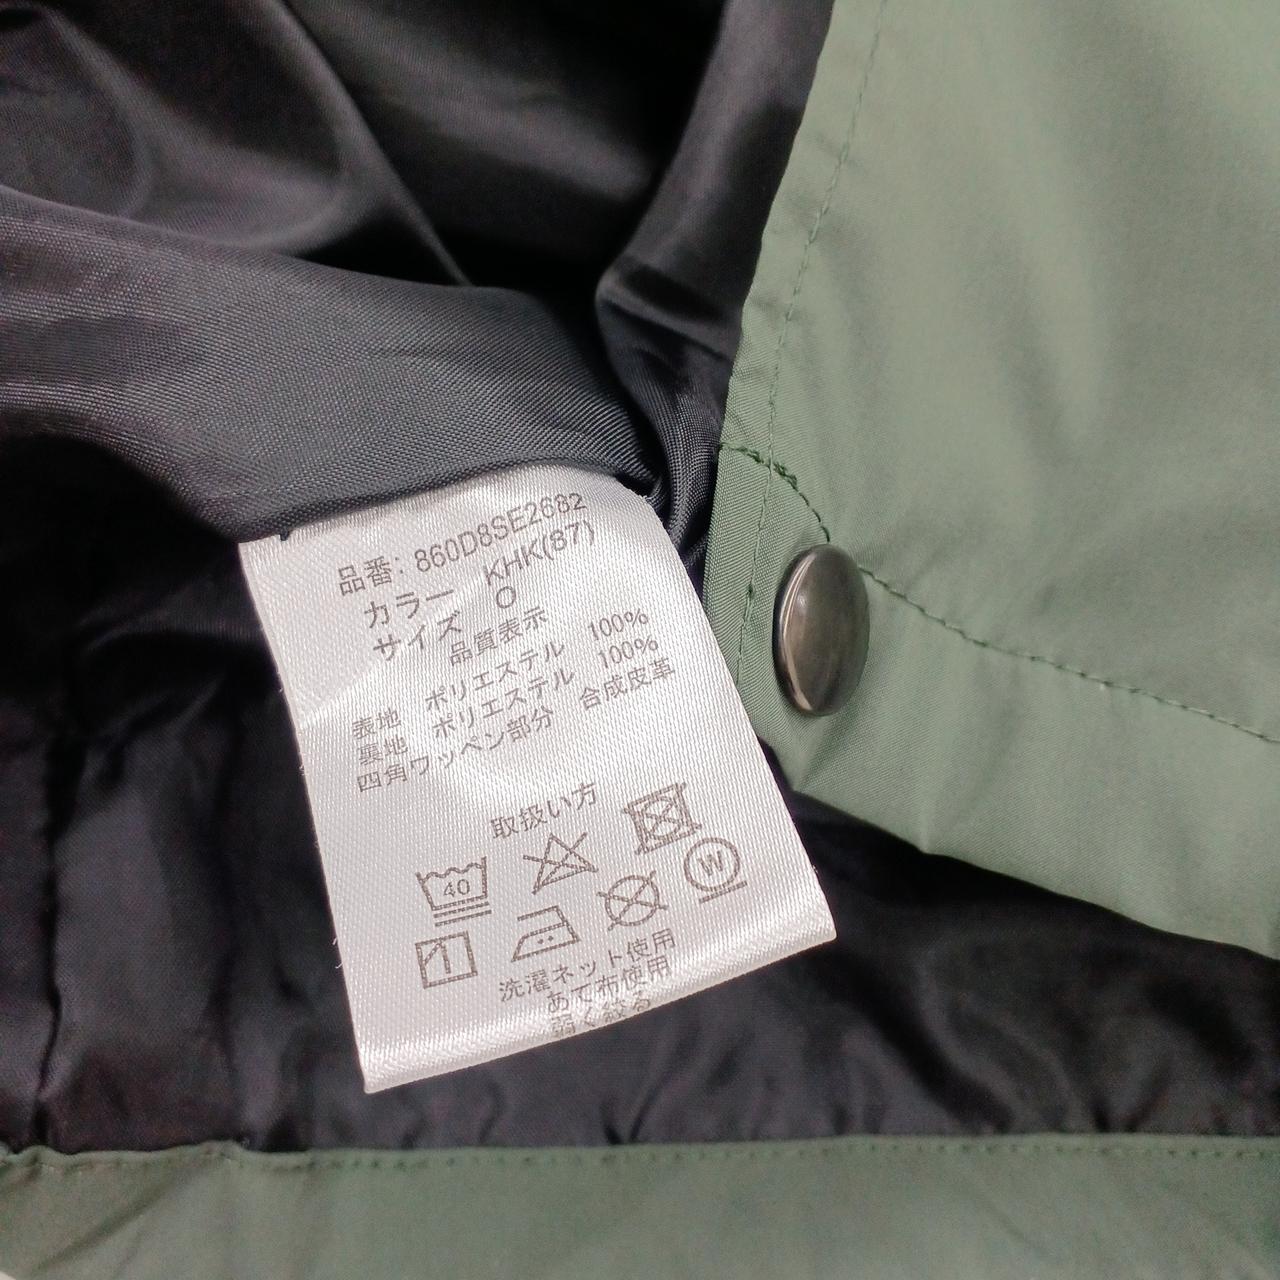 品番: 860D8SE2682
カラー KHK(87)
サイズ O
品質表示
表地 ポリエステル 100%
裏地 ポリエステル 100%
四角ワッペン部分 合成皮革
取扱い方
40
W
洗濯ネット使用
あて布使用
弱く絞る